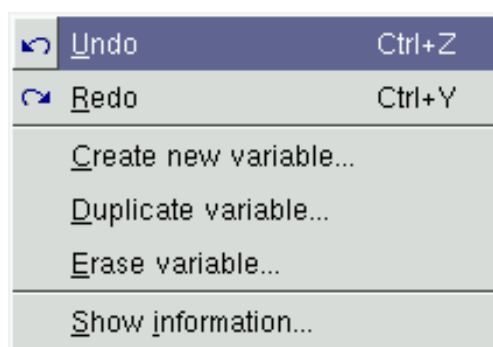 Undo Ctrl+Z
Redo Ctrl+Y
Create new variable...
Duplicate variable...
Erase variable...
Show information...